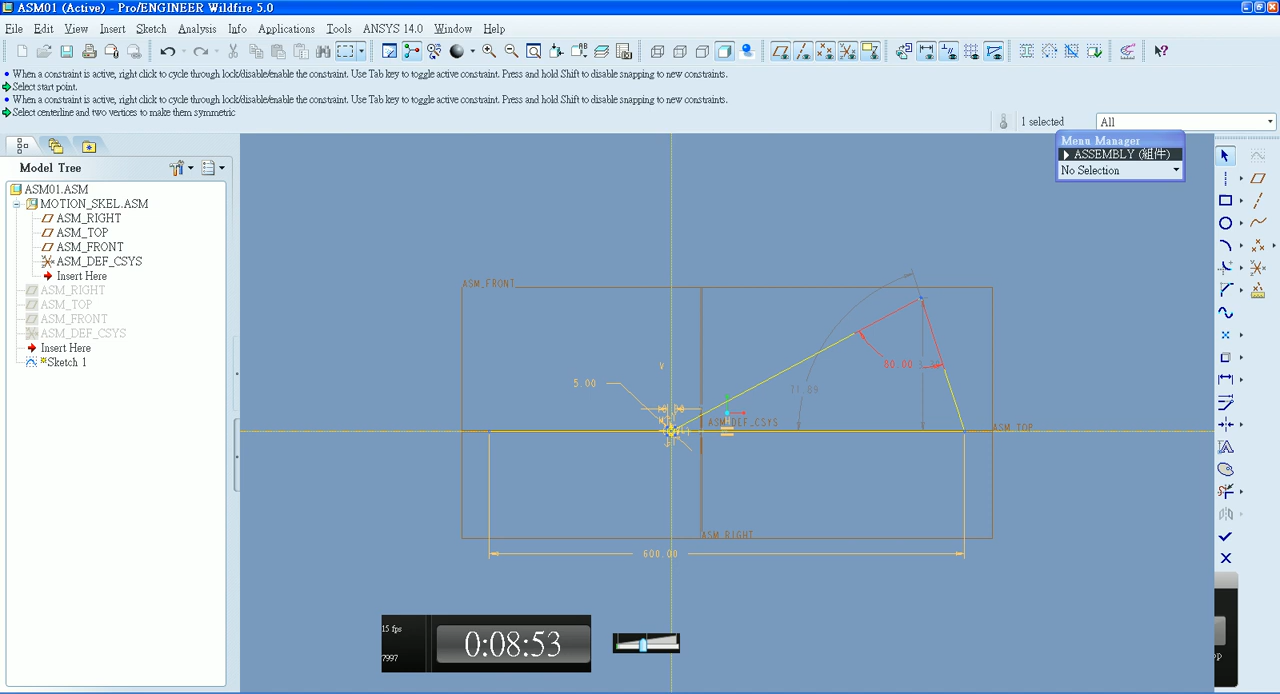 ASM01 (Active) - Pro/ENGINEER Wildfire 5.0
File Edit View Insert Sketch Analysis Info Applications Tools ANSYS 14.0 Window Help
• When a constraint is active, right click to cycle through lock/disable/enable the constraint. Use Tab key to toggle active constraint. Press and hold Shift to disable snapping to new constraints.
Select start point.
• When a constraint is active, right click to cycle through lock/disable/enable the constraint. Use Tab key to toggle active constraint. Press and hold Shift to disable snapping to new constraints.
Select centerline and two vertices to make them symmetric
1 selected
All
Menu Manager
ASSEMBLY (組件)
No Selection
Model Tree
ASM01.ASM
MOTION_SKEL.ASM
ASM_RIGHT
ASM_TOP
ASM_FRONT
ASM_DEF_CSYS
Insert Here
ASM_RIGHT
ASM_TOP
ASM_FRONT
ASM_DEF_CSYS
Insert Here
*Sketch 1
ASM_FRONT
V
5.00
80.00
71.89
ASM_DEF_CSYS
ASM_TOP
ASM_RIGHT
600.00
15 fps
0:08:53
7997
op